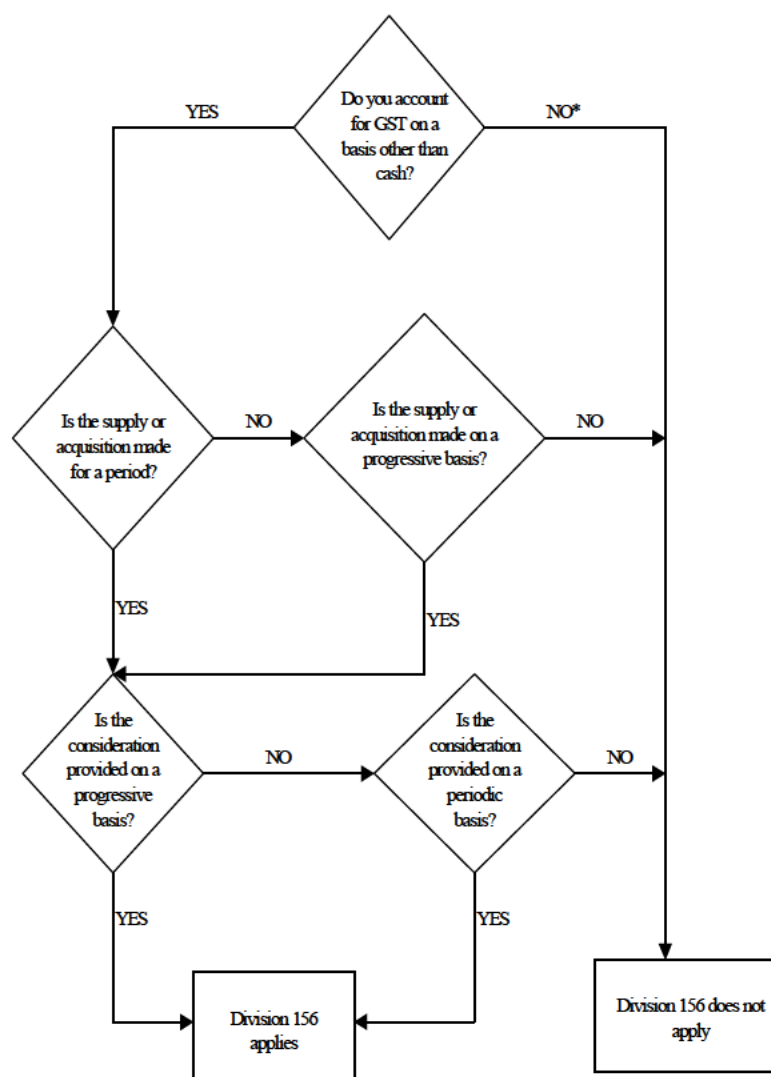 Do you account
for GST on a
basis other than
cash?
YES
NO*
Is the supply or
acquisition made
for a period?
NO
Is the supply or
acquisition made on a
progressive basis?
NO
YES
YES
Is the
consideration
provided on a
progressive
basis?
NO
Is the
consideration
provided on a
periodic
basis?
NO
YES
YES
Division 156
applies
Division 156 does not
apply